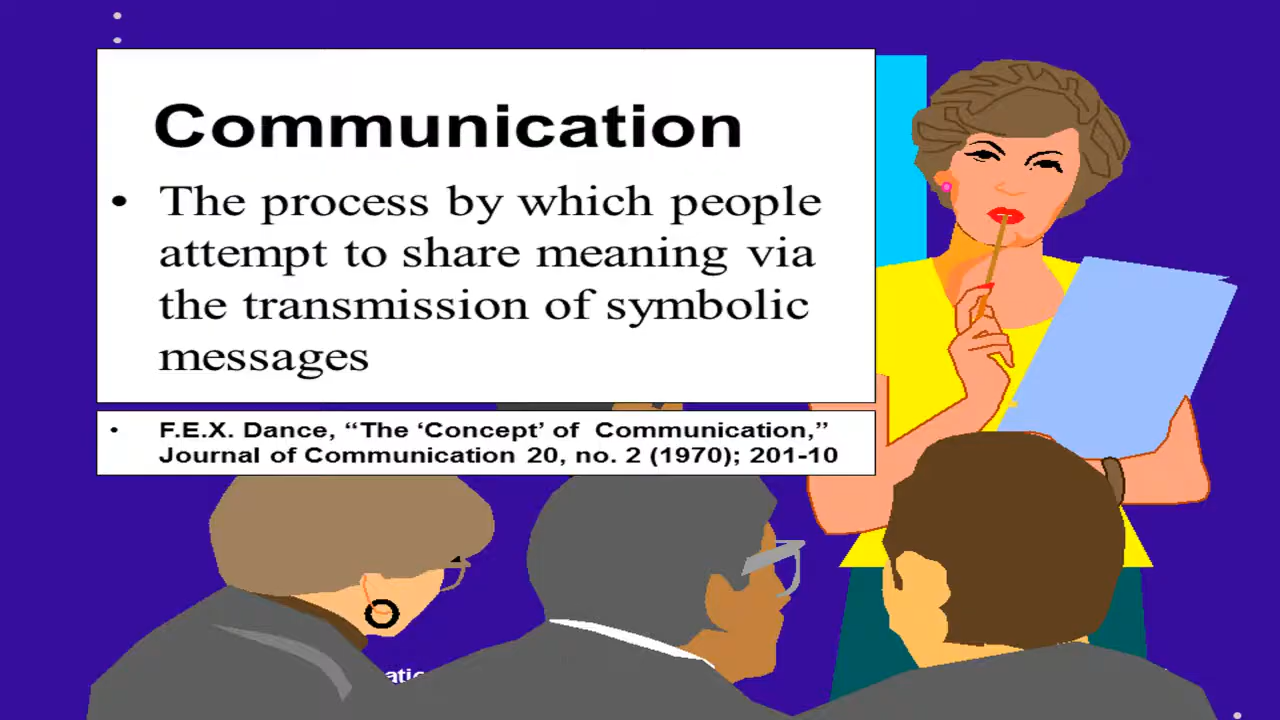 Communication
• The process by which people
attempt to share meaning via
the transmission of symbolic
messages
• F.E.X. Dance, “The ‘Concept’ of Communication,”
Journal of Communication 20, no. 2 (1970); 201-10